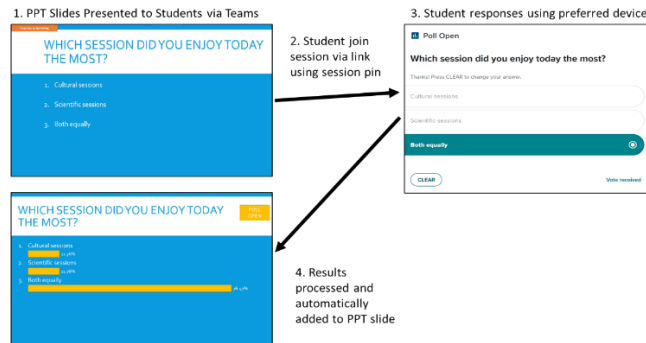 1. PPT Slides Presented to Students via Teams
WHICH SESSION DID YOU ENJOY TODAY
THE MOST?
1. Cultural sessions
2. Scientific sessions
3. Both equally
2. Student join
session via link
using session pin
3. Student responses using preferred device
Poll Open
Which session did you enjoy today the most?
Thanks! Press CLEAR to change your answer.
Cultural sessions
Scientific sessions
Both equally
CLEAR
Vote received
WHICH SESSION DID YOU ENJOY TODAY
THE MOST?
POLL
OPEN
1. Cultural sessions
2. Scientific sessions
3. Both equally
4. Results
processed and
automatically
added to PPT slide